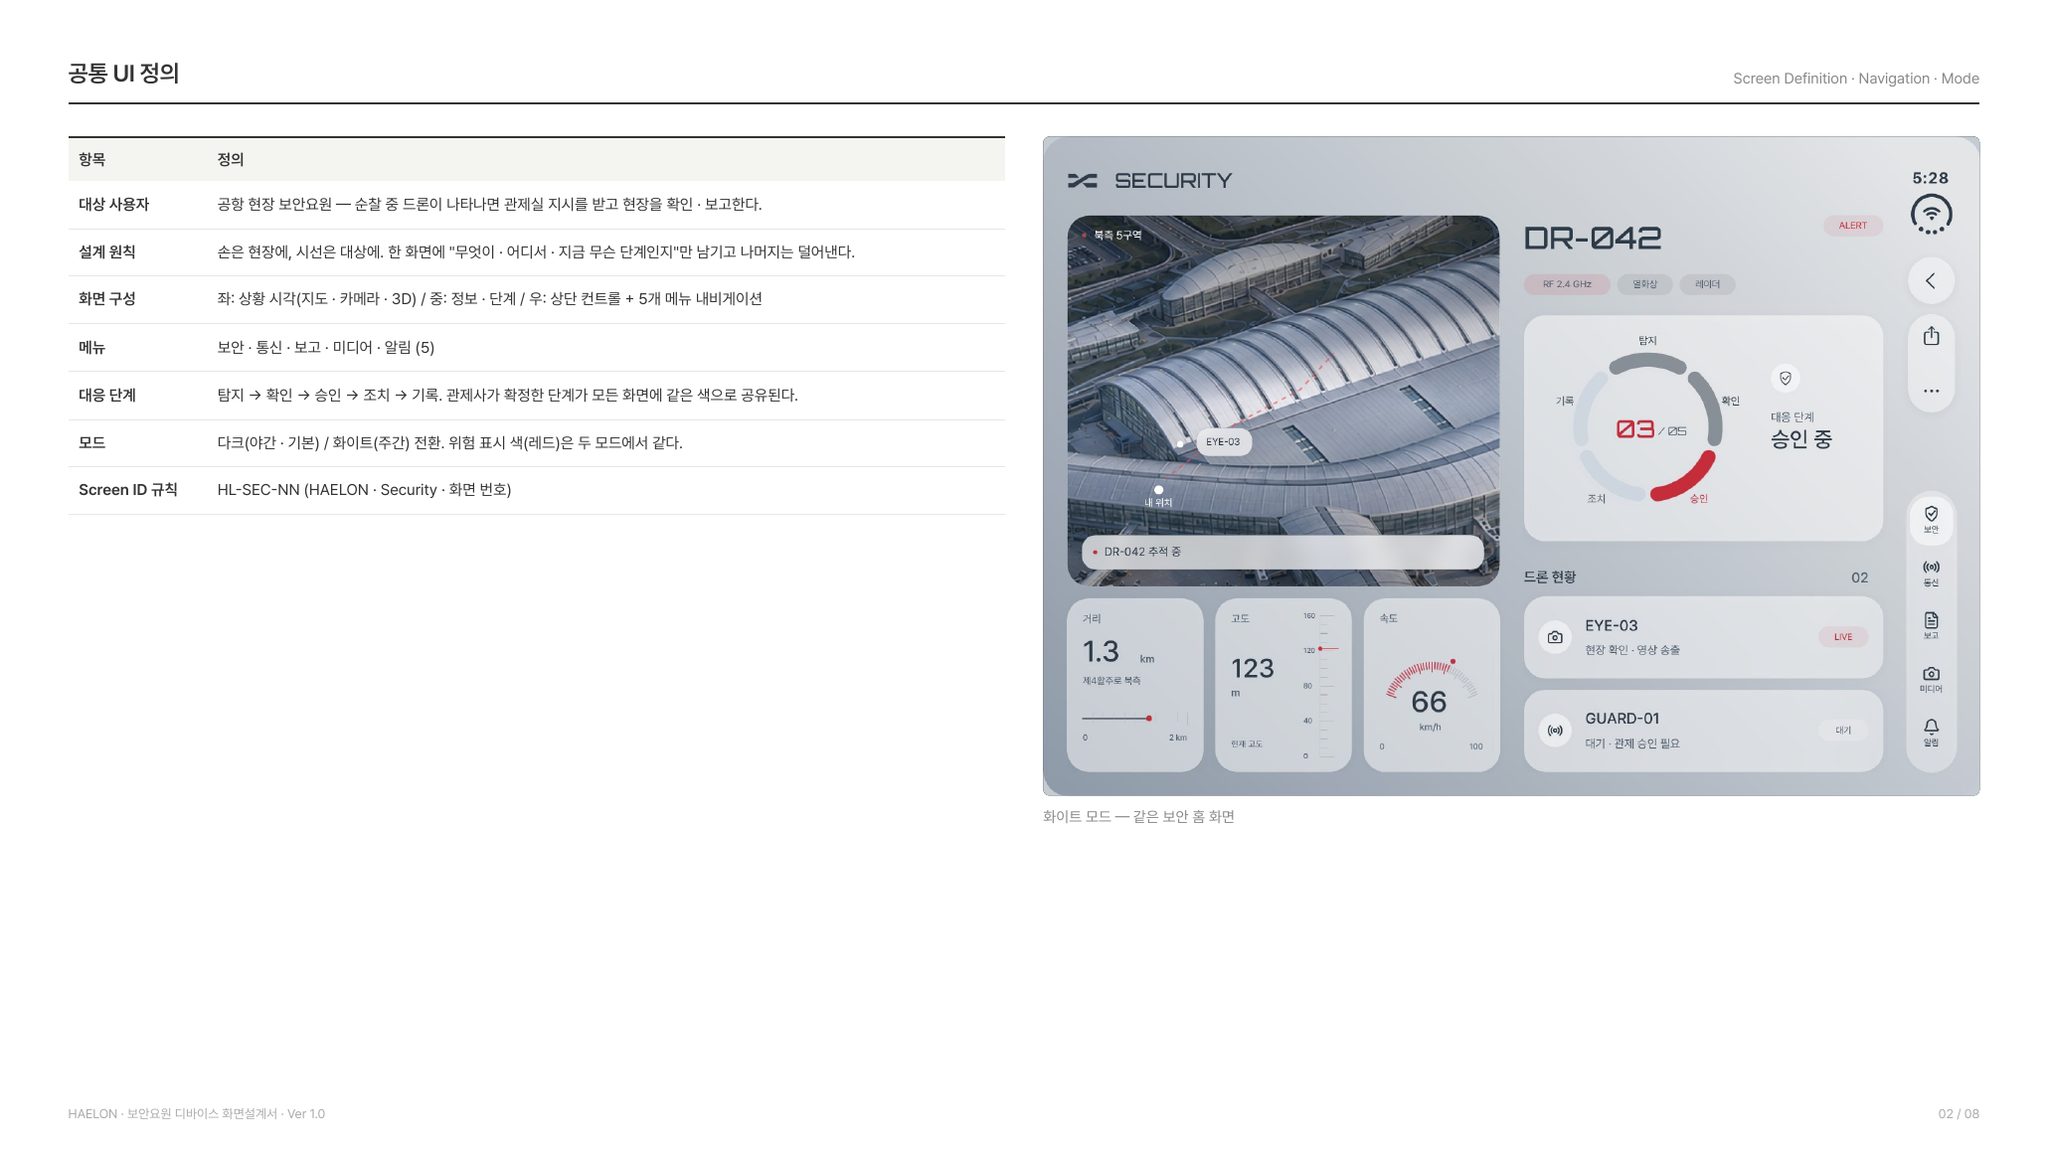 공통 UI 정의
Screen Definition · Navigation · Mode
항목 정의
대상 사용자 공항 현장 보안요원 — 순찰 중 드론이 나타나면 관제실 지시를 받고 현장을 확인 · 보고한다.
설계 원칙 손은 현장에, 시선은 대상에. 한 화면에 "무엇이 · 어디서 · 지금 무슨 단계인지"만 남기고 나머지는 덜어낸다.
화면 구성 좌: 상황 시각(지도 · 카메라 · 3D) / 중: 정보 · 단계 / 우: 상단 컨트롤 + 5개 메뉴 내비게이션
메뉴 보안 · 통신 · 보고 · 미디어 · 알림 (5)
대응 단계 탐지 → 확인 → 승인 → 조치 → 기록. 관제사가 확정한 단계가 모든 화면에 같은 색으로 공유된다.
모드 다크(야간 · 기본) / 화이트(주간) 전환. 위험 표시 색(레드)은 두 모드에서 같다.
Screen ID 규칙 HL-SEC-NN (HAELON · Security · 화면 번호)
SECURITY
5:28
북측 5구역
EYE-03
내 위치
DR-042 추적 중
DR-042
ALERT
RF 2.4 GHz 열화상 레이더
탐지
기록
확인
03 / 05
조치
승인
대응 단계
승인 중
거리
1.3 km
제4활주로 북측
0 2 km
고도
123
m
현재 고도
160
120
80
40
0
속도
66
km/h
0 100
드론 현황 02
EYE-03
현장 확인 · 영상 송출
LIVE
GUARD-01
대기 · 관제 승인 필요
대기
보안
통신
보고
미디어
알림
화이트 모드 — 같은 보안 홈 화면
HAELON · 보안요원 디바이스 화면설계서 · Ver 1.0
02 / 08